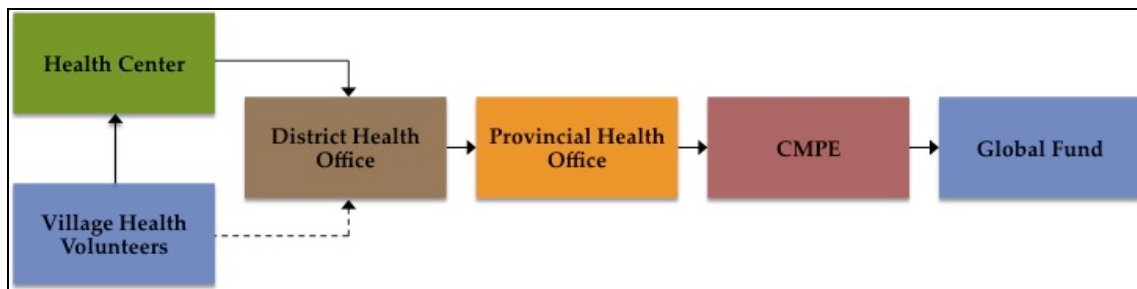 Health Center
District Health
Office
Provincial Health
Office
CMPE
Global Fund
Village Health
Volunteers